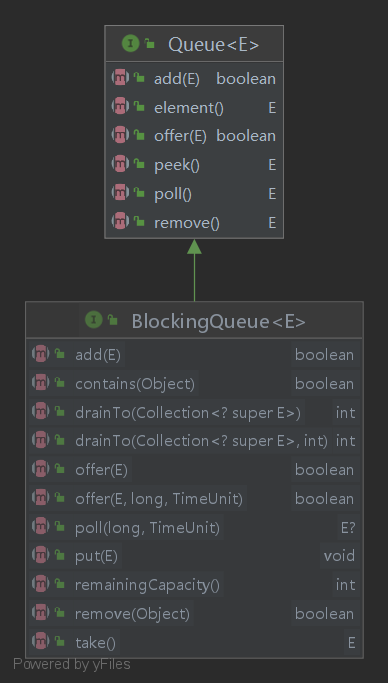 Queue<E>
add(E) boolean
element() E
offer(E) boolean
peek() E
poll() E
remove() E
BlockingQueue<E>
add(E) boolean
contains(Object) boolean
drainTo(Collection<? super E>) int
drainTo(Collection<? super E>, int) int
offer(E) boolean
offer(E, long, TimeUnit) boolean
poll(long, TimeUnit) E?
put(E) void
remainingCapacity() int
remove(Object) boolean
take() E
Powered by yFiles